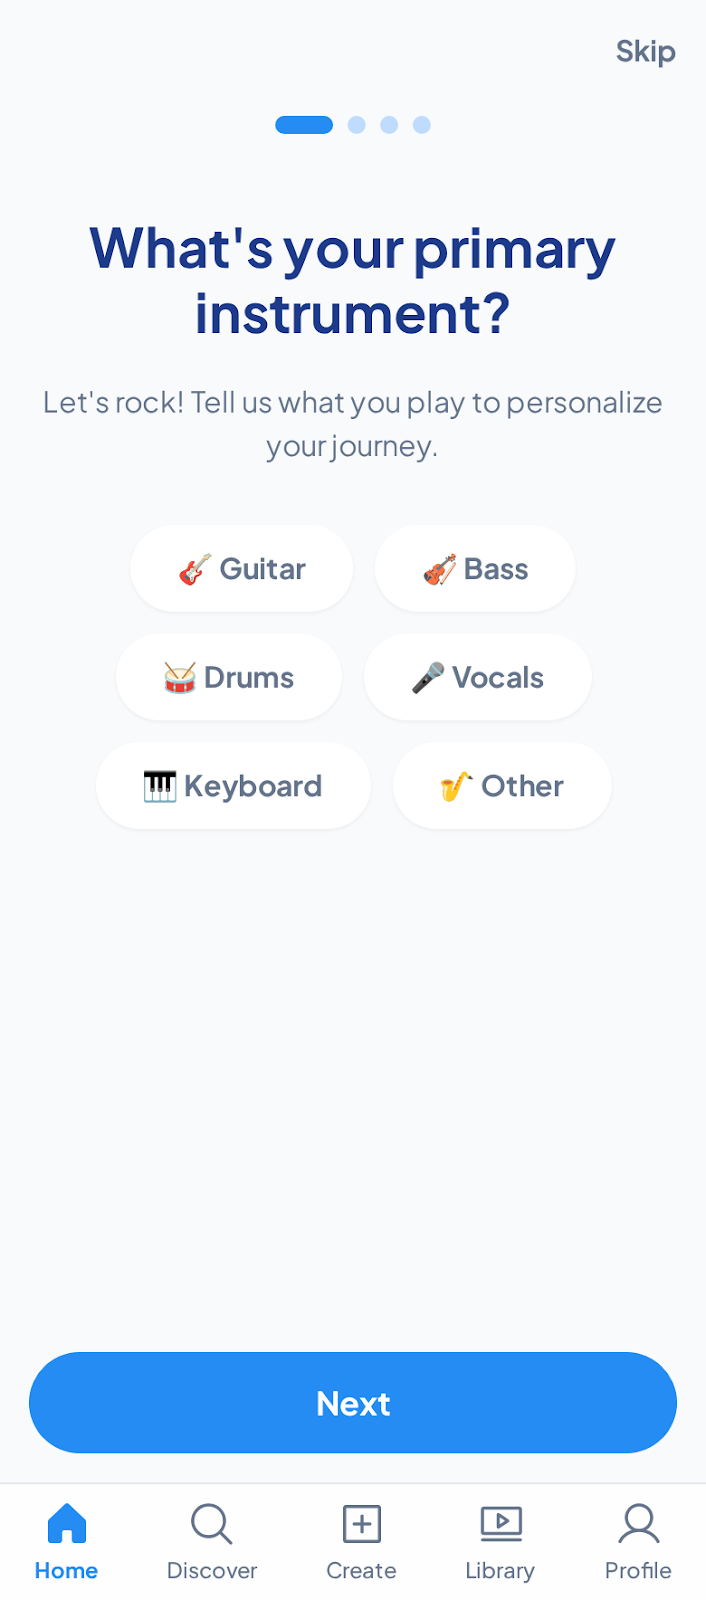 Skip
What's your primary
instrument?
Let's rock! Tell us what you play to personalize
your journey.
Guitar
Bass
Drums
Vocals
Keyboard
Other
Next
Home
Discover
Create
Library
Profile